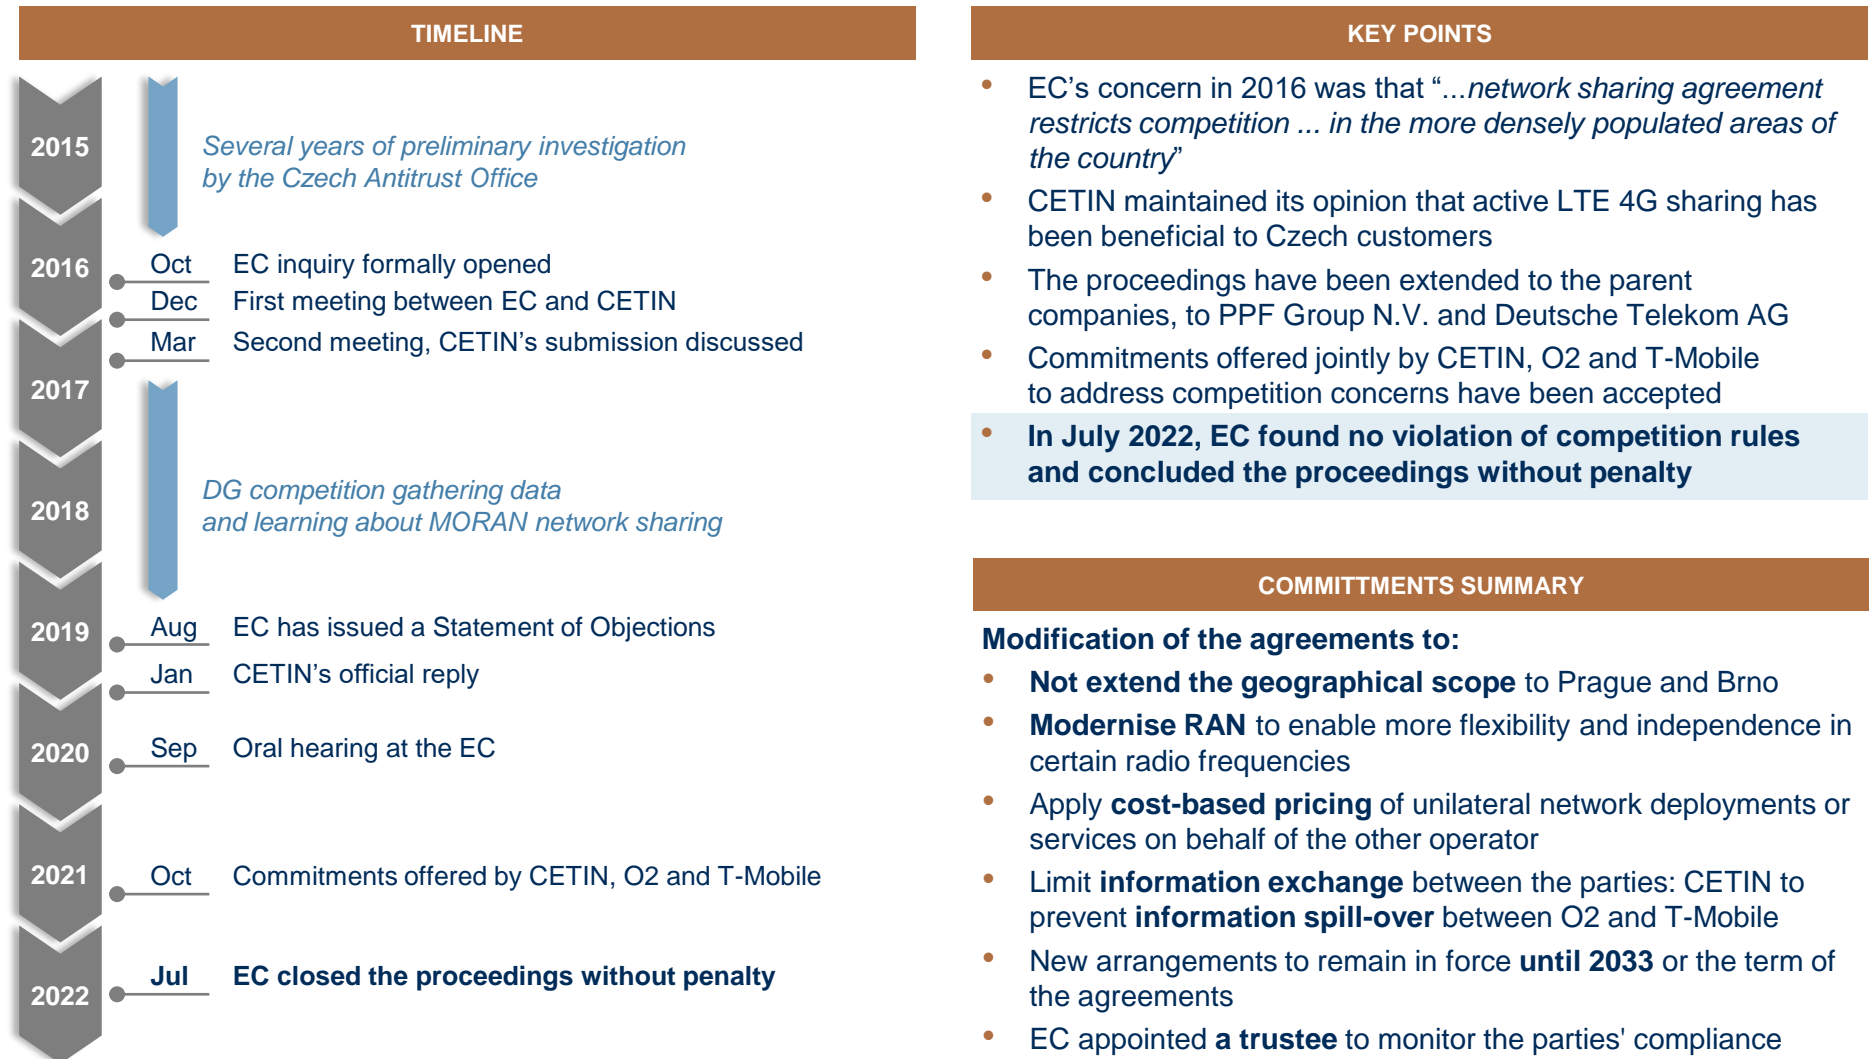 TIMELINE
2015
Several years of preliminary investigation
by the Czech Antitrust Office
2016
Oct EC inquiry formally opened
Dec First meeting between EC and CETIN
Mar Second meeting, CETIN’s submission discussed
2017
2018
DG competition gathering data
and learning about MORAN network sharing
2019
Aug EC has issued a Statement of Objections
Jan CETIN’s official reply
2020
Sep Oral hearing at the EC
2021
Oct Commitments offered by CETIN, O2 and T-Mobile
2022
Jul EC closed the proceedings without penalty
KEY POINTS
• EC’s concern in 2016 was that “...network sharing agreement
restricts competition ... in the more densely populated areas of
the country”
• CETIN maintained its opinion that active LTE 4G sharing has
been beneficial to Czech customers
• The proceedings have been extended to the parent
companies, to PPF Group N.V. and Deutsche Telekom AG
• Commitments offered jointly by CETIN, O2 and T-Mobile
to address competition concerns have been accepted
• In July 2022, EC found no violation of competition rules
and concluded the proceedings without penalty
COMMITTMENTS SUMMARY
Modification of the agreements to:
• Not extend the geographical scope to Prague and Brno
• Modernise RAN to enable more flexibility and independence in
certain radio frequencies
• Apply cost-based pricing of unilateral network deployments or
services on behalf of the other operator
• Limit information exchange between the parties: CETIN to
prevent information spill-over between O2 and T-Mobile
• New arrangements to remain in force until 2033 or the term of
the agreements
• EC appointed a trustee to monitor the parties' compliance